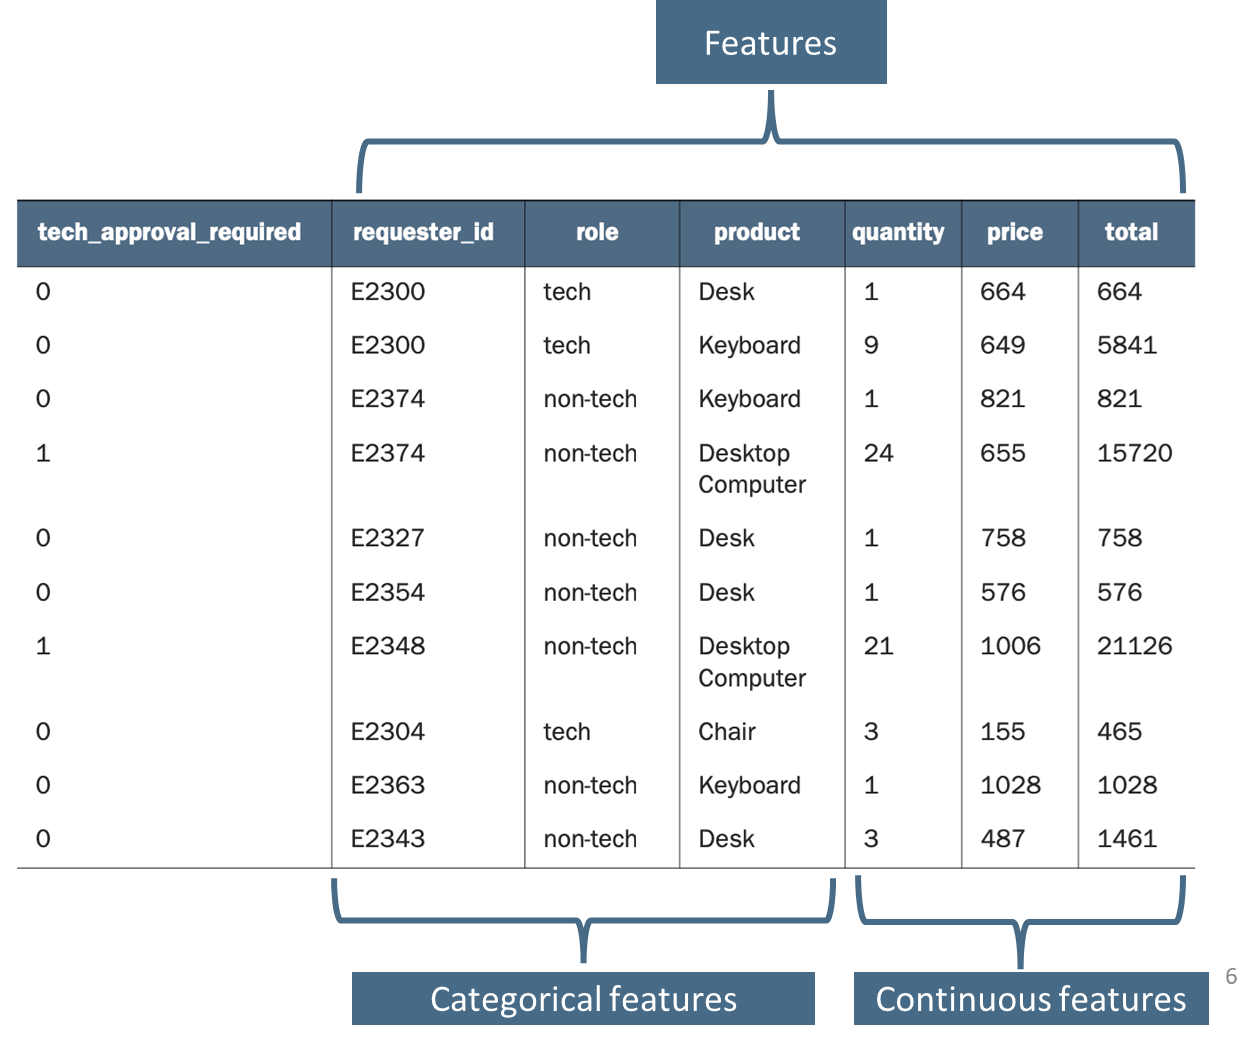 Features
tech_approval_required requester_id role product quantity price total
0 E2300 tech Desk 1 664 664
0 E2300 tech Keyboard 9 649 5841
0 E2374 non-tech Keyboard 1 821 821
1 E2374 non-tech Desktop 24 655 15720
Computer
0 E2327 non-tech Desk 1 758 758
0 E2354 non-tech Desk 1 576 576
1 E2348 non-tech Desktop 21 1006 21126
Computer
0 E2304 tech Chair 3 155 465
0 E2363 non-tech Keyboard 1 1028 1028
0 E2343 non-tech Desk 3 487 1461
Categorical features Continuous features
6